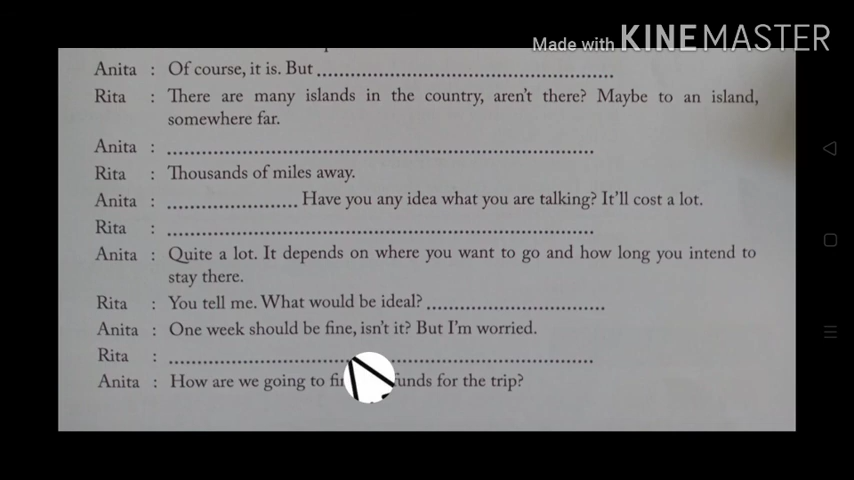 Made with KINEMASTER
Anita : Of course, it is. But ......................................................
Rita : There are many islands in the country, aren't there? Maybe to an island,
somewhere far.
Anita : ..............................................................................
Rita : Thousands of miles away.
Anita : ........................ Have you any idea what you are talking? It'll cost a lot.
Rita : ..............................................................................
Anita : Quite a lot. It depends on where you want to go and how long you intend to
stay there.
Rita : You tell me. What would be ideal? .................................
Anita : One week should be fine, isn't it? But I'm worried.
Rita : ..............................................................................
Anita : How are we going to for the trip?